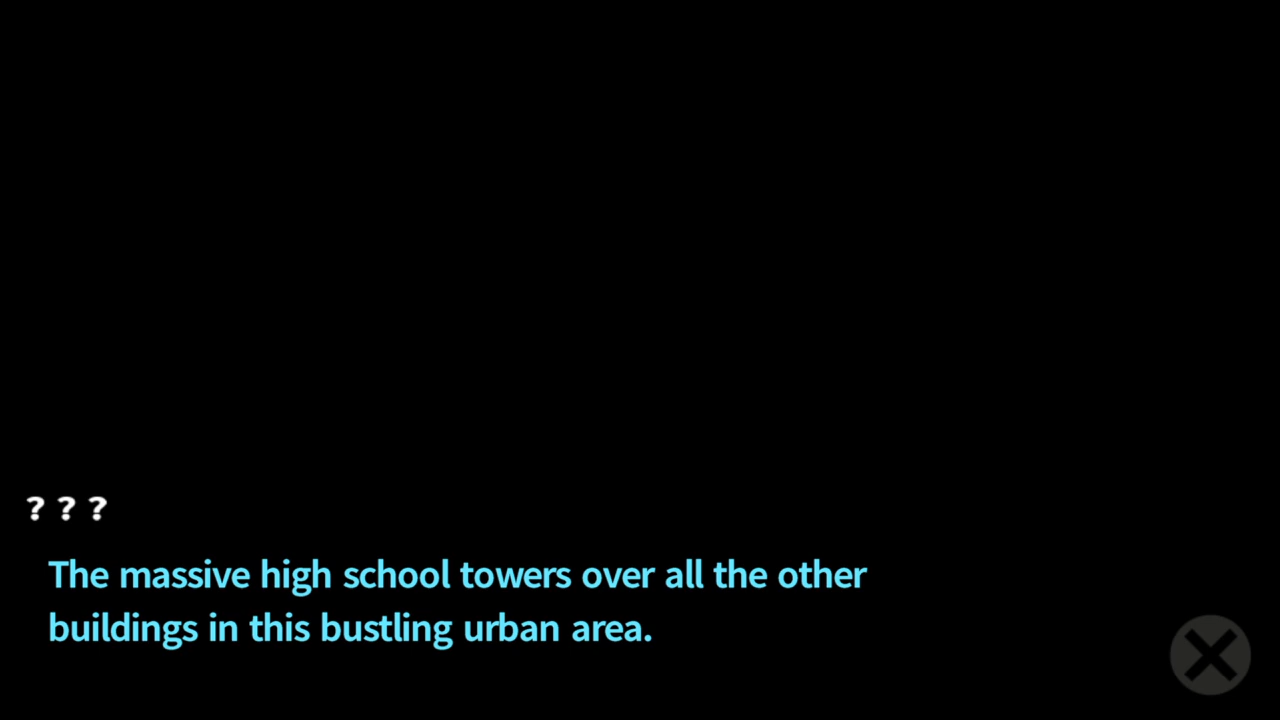 ? ? ?
The massive high school towers over all the other
buildings in this bustling urban area.